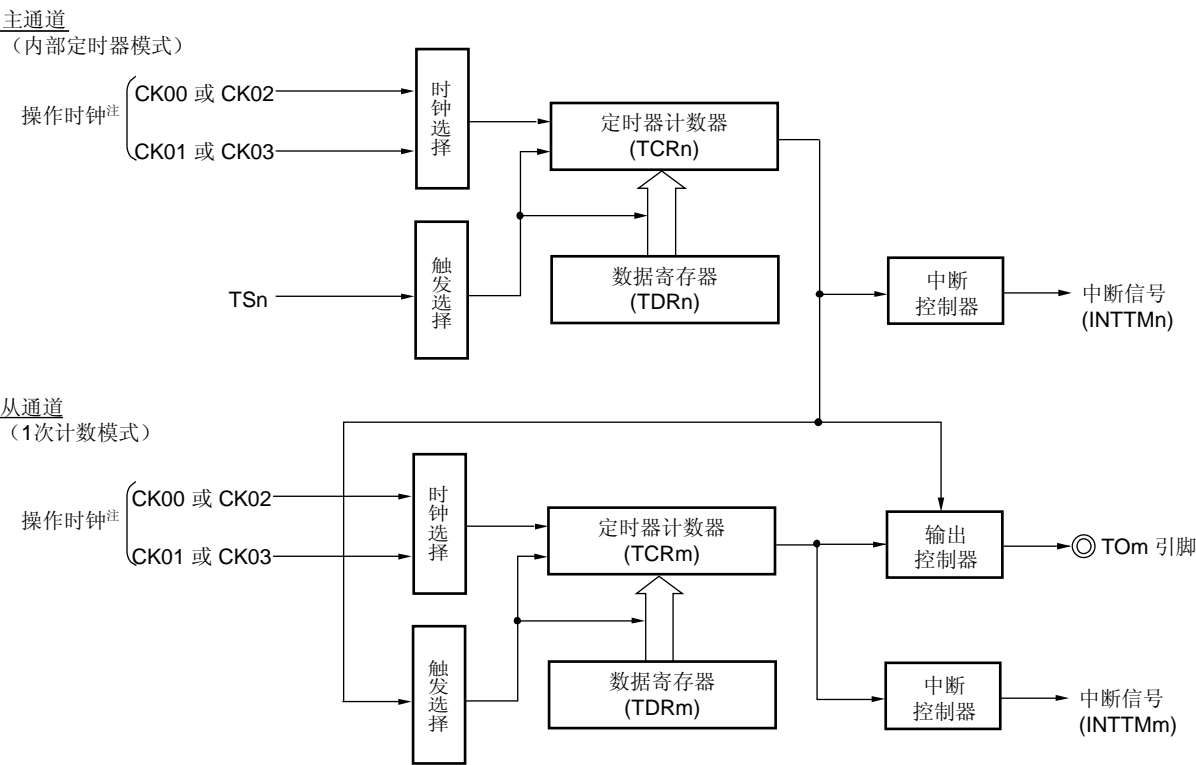 主通道
（内部定时器模式）
操作时钟注
CK00 或 CK02
CK01 或 CK03
时钟选择
定时器计数器
(TCRn)
TSn
触发选择
数据寄存器
(TDRn)
中断
控制器
中断信号
(INTTMn)
从通道
（1次计数模式）
操作时钟注
CK00 或 CK02
CK01 或 CK03
时钟选择
定时器计数器
(TCRm)
输出
控制器
TOm 引脚
触发选择
数据寄存器
(TDRm)
中断
控制器
中断信号
(INTTMm)